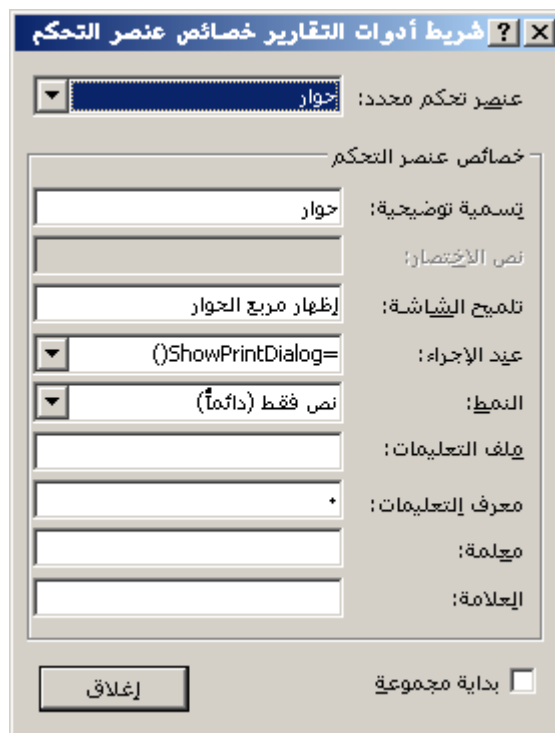 شريط أدوات التقارير خصائص عنصر التحكم
عنصر تحكم محدد: حوار
خصائص عنصر التحكم
تسمية توضيحية: حوار
نص الاختصار:
تلميح الشاشة: إظهار مربع الحوار
عند الإجراء: =ShowPrintDialog()
النمط: نص فقط (دائماً)
ملف التعليمات:
معرف التعليمات: ٠
معلمة:
العلامة:
بداية مجموعة
إغلاق